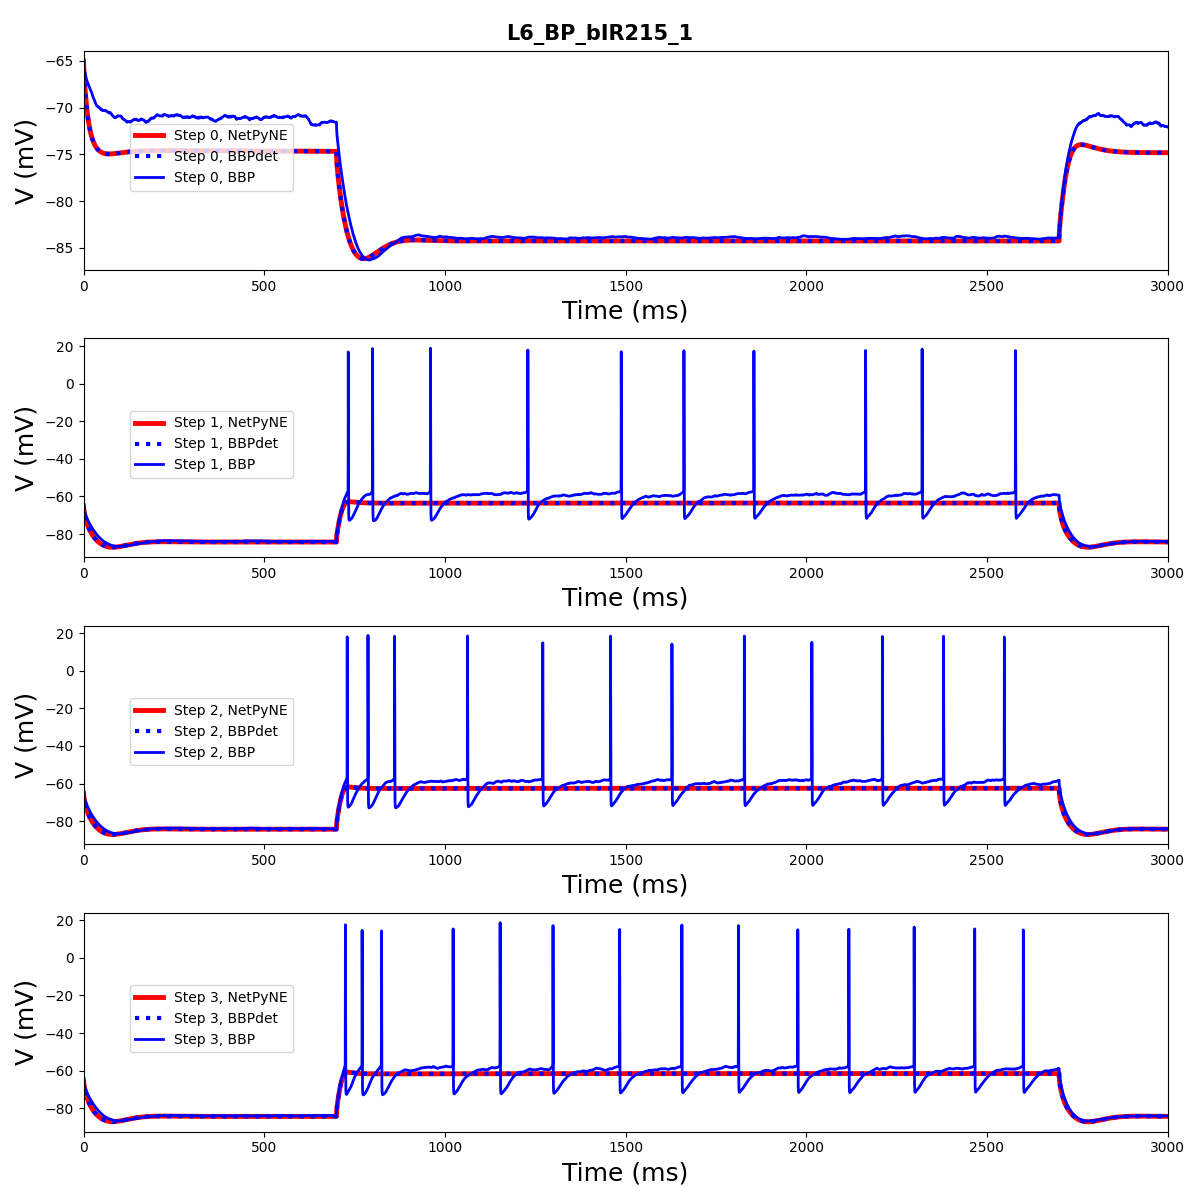 L6_BP_bIR215_1
−65
−70
−75
−80
−85
V (mV)
Step 0, NetPyNE
Step 0, BBPdet
Step 0, BBP
0 500 1000 1500 2000 2500 3000
Time (ms)
20
0
−20
−40
−60
−80
V (mV)
Step 1, NetPyNE
Step 1, BBPdet
Step 1, BBP
0 500 1000 1500 2000 2500 3000
Time (ms)
20
0
−20
−40
−60
−80
V (mV)
Step 2, NetPyNE
Step 2, BBPdet
Step 2, BBP
0 500 1000 1500 2000 2500 3000
Time (ms)
20
0
−20
−40
−60
−80
V (mV)
Step 3, NetPyNE
Step 3, BBPdet
Step 3, BBP
0 500 1000 1500 2000 2500 3000
Time (ms)